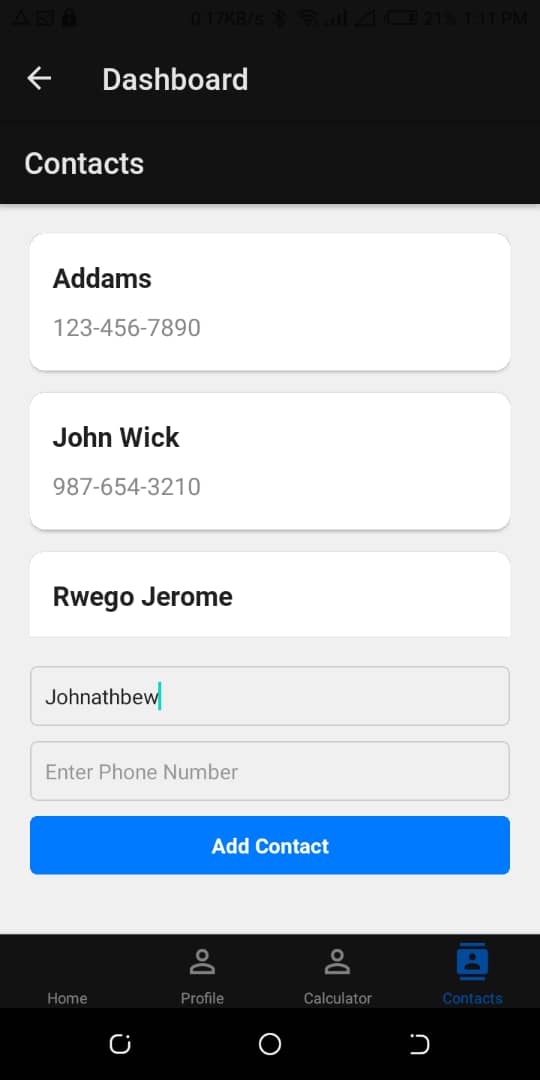 0.17KB/s 21% 1:11 PM
Dashboard
Contacts
Addams
123-456-7890
John Wick
987-654-3210
Rwego Jerome
Johnathbew
Enter Phone Number
Add Contact
Home Profile Calculator Contacts